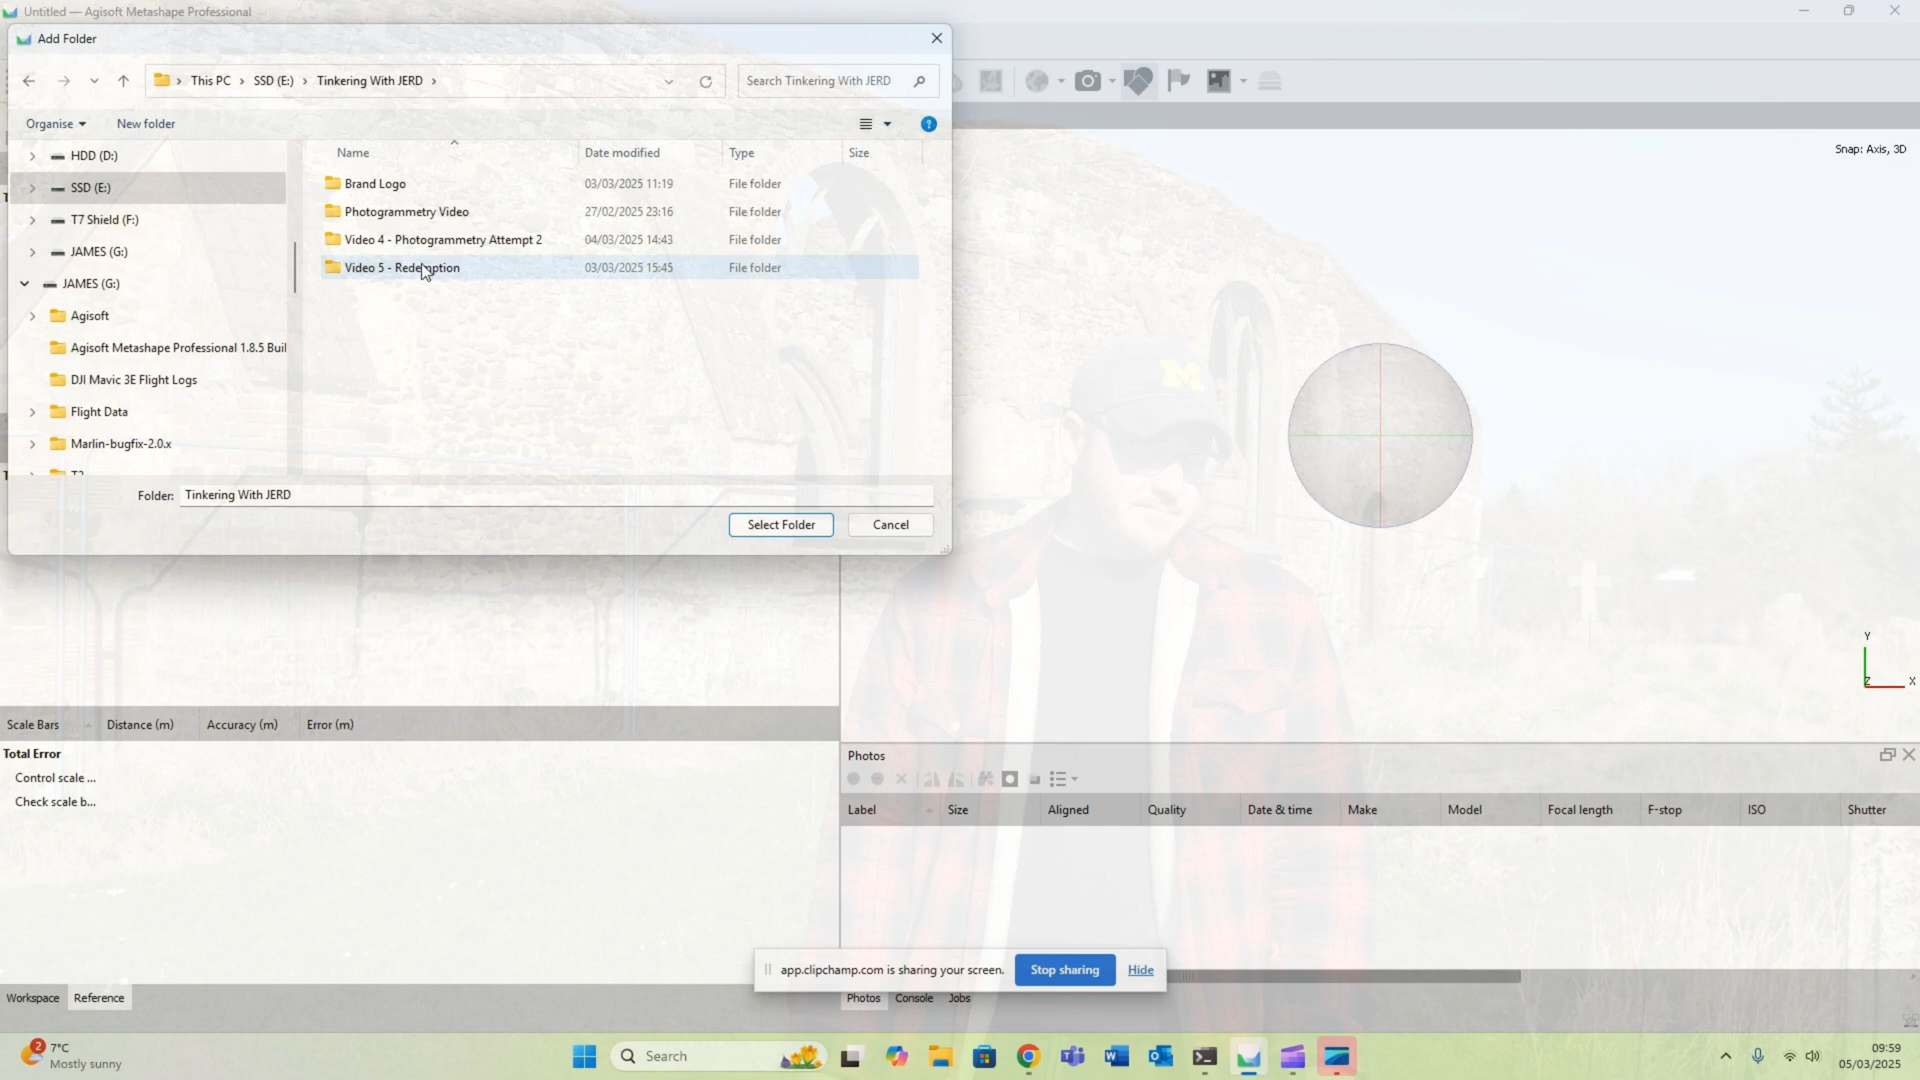 Untitled — Agisoft Metashape Professional
Add Folder
This PC > SSD (E:) > Tinkering With JERD >
Search Tinkering With JERD
Organise
New folder
Name
Date modified
Type
Size
HDD (D:)
SSD (E:)
T7 Shield (F:)
JAMES (G:)
JAMES (G:)
Agisoft
Agisoft Metashape Professional 1.8.5 Buil
DJI Mavic 3E Flight Logs
Flight Data
Marlin-bugfix-2.0.x
Brand Logo 03/03/2025 11:19 File folder
Photogrammetry Video 27/02/2025 23:16 File folder
Video 4 - Photogrammetry Attempt 2 04/03/2025 14:43 File folder
Video 5 - Redemption 03/03/2025 15:45 File folder
Folder: Tinkering With JERD
Select Folder
Cancel
Snap: Axis, 3D
M
Y
Z
X
Scale Bars Distance (m) Accuracy (m) Error (m)
Total Error
Control scale ...
Check scale b...
Photos
Label Size Aligned Quality Date & time Make Model Focal length F-stop ISO Shutter
app.clipchamp.com is sharing your screen.
Stop sharing
Hide
Workspace Reference
Photos Console Jobs
2
7°C
Mostly sunny
Search
09:59
05/03/2025